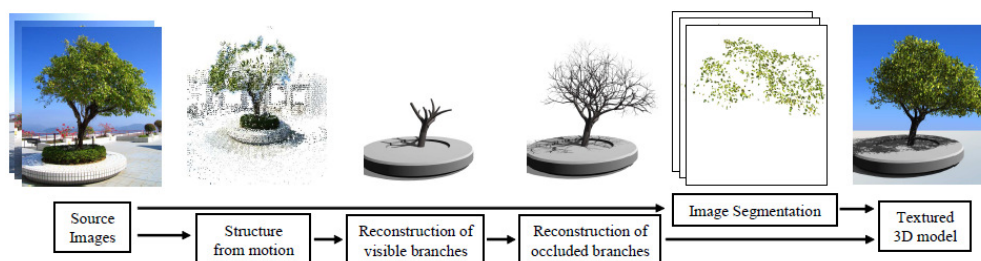 Source
Images
Structure
from motion
Reconstruction of
visible branches
Reconstruction of
occluded branches
Image Segmentation
Textured
3D model